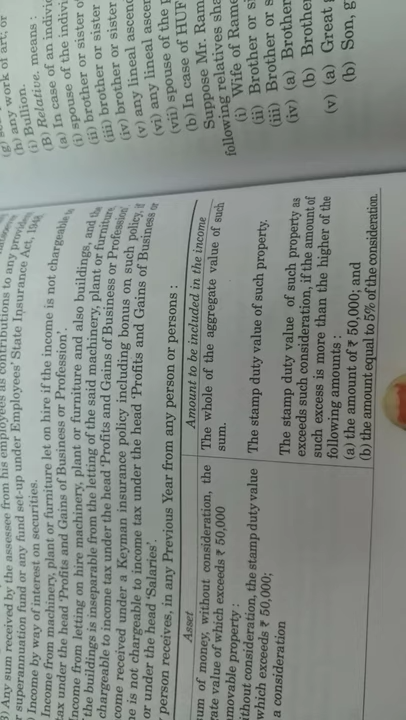 3) Any sum received by the assessee from his employees as contributions to any provident
r superannuation fund or any fund set-up under Employees' State Insurance Act, 1948
) Income by way of interest on securities.
Income from machinery, plant or furniture let on hire if the income is not chargeable
tax under the head 'Profits and Gains of Business or Profession'.
Income from letting on hire machinery, plant or furniture and also buildings, and the
the buildings is inseparable from the letting of the said machinery, plant or furniture
chargeable to income tax under the head 'Profits and Gains of Business or Profession'
come received under a Keyman insurance policy including bonus on such policy, if
e is not chargeable to income tax under the head 'Profits and Gains of Business or
or under the head 'Salaries'.
person receives, in any Previous Year from any person or persons :
Asset
Amount to be included in the income
um of money, without consideration, the
gate value of which exceeds ₹ 50,000
The whole of the aggregate value of such
sum.
movable property :
thout consideration, the stamp duty value
which exceeds ₹ 50,000;
The stamp duty value of such property.
a consideration
The stamp duty value of such property as
exceeds such consideration, if the amount of
such excess is more than the higher of the
following amounts :
(a) the amount of ₹ 50,000; and
(b) the amount equal to 5% of the consideration.
(h) any work of art; or
(i) Bullion.
(B) Relative. means :
(a) In case of an indivi
(i) spouse of the indivi
(ii) brother or sister o
(iii) brother or sister
(iv) brother or sister
(v) any lineal ascend
(vi) any lineal ascen
(vii) spouse of the p
(b) In case of HUF
Suppose Mr. Ram
following relatives sha
(i) Wife of Rame
(ii) Brother or si
(iii) Brother or s
(iv) (a) Brother
(b) Brother
(v) (a) Great
(b) Son, g